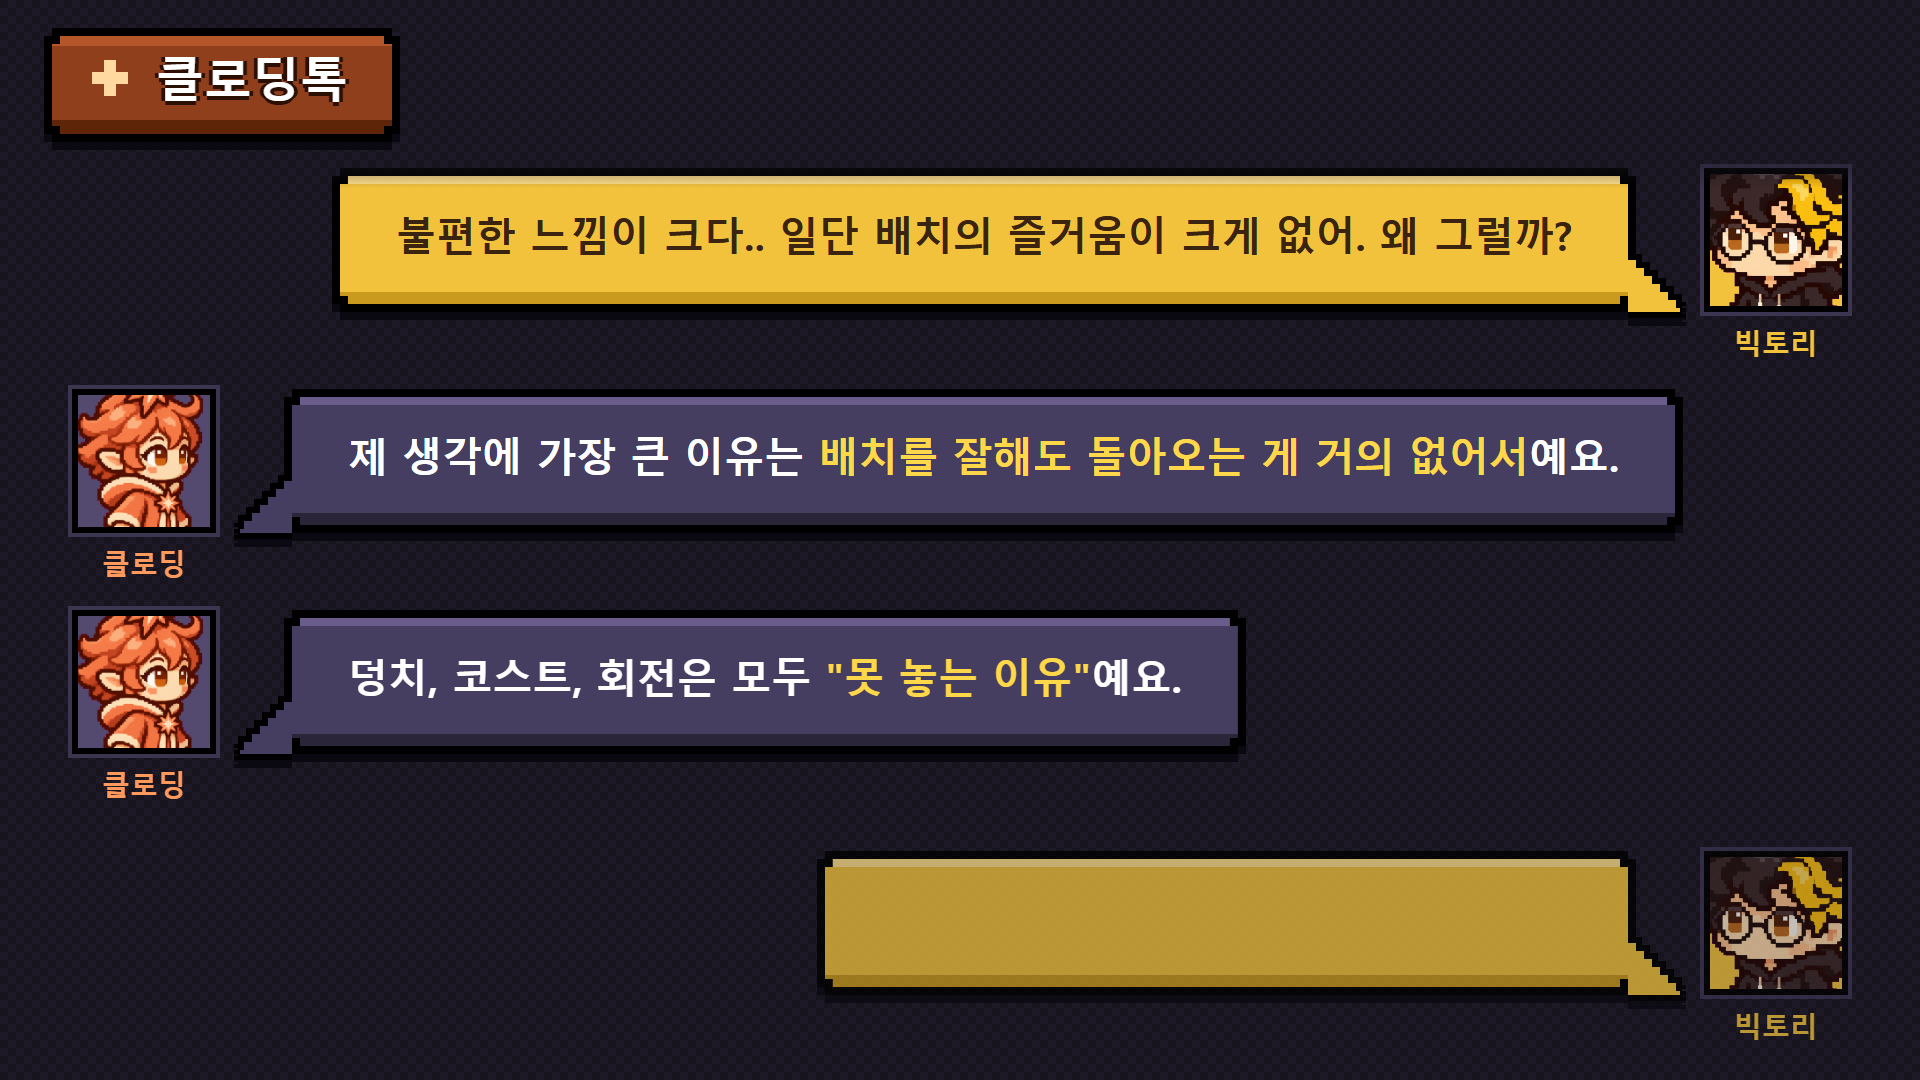 클로딩톡
불편한 느낌이 크다.. 일단 배치의 즐거움이 크게 없어. 왜 그럴까?
빅토리
제 생각에 가장 큰 이유는 배치를 잘해도 돌아오는 게 거의 없어서예요.
클로딩
덩치, 코스트, 회전은 모두 "못 놓는 이유"예요.
클로딩
빅토리